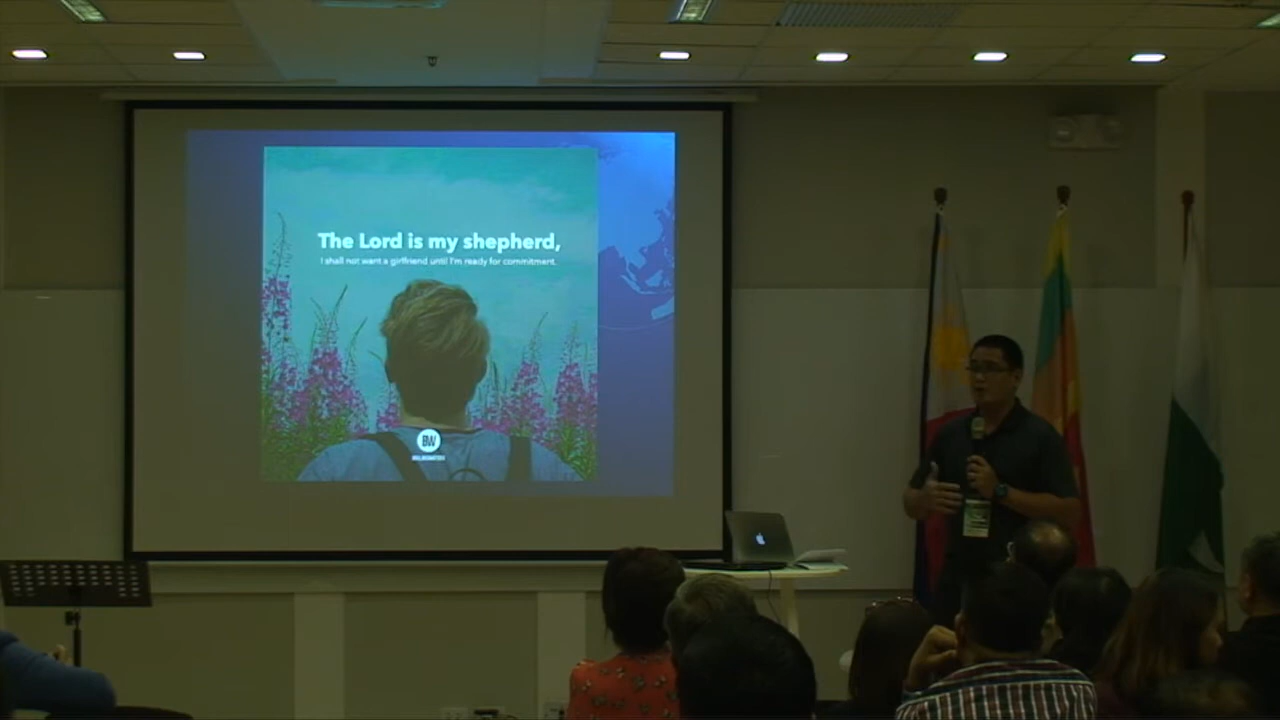 The Lord is my shepherd,
I shall not want a girlfriend until I'm ready for commitment.
BW